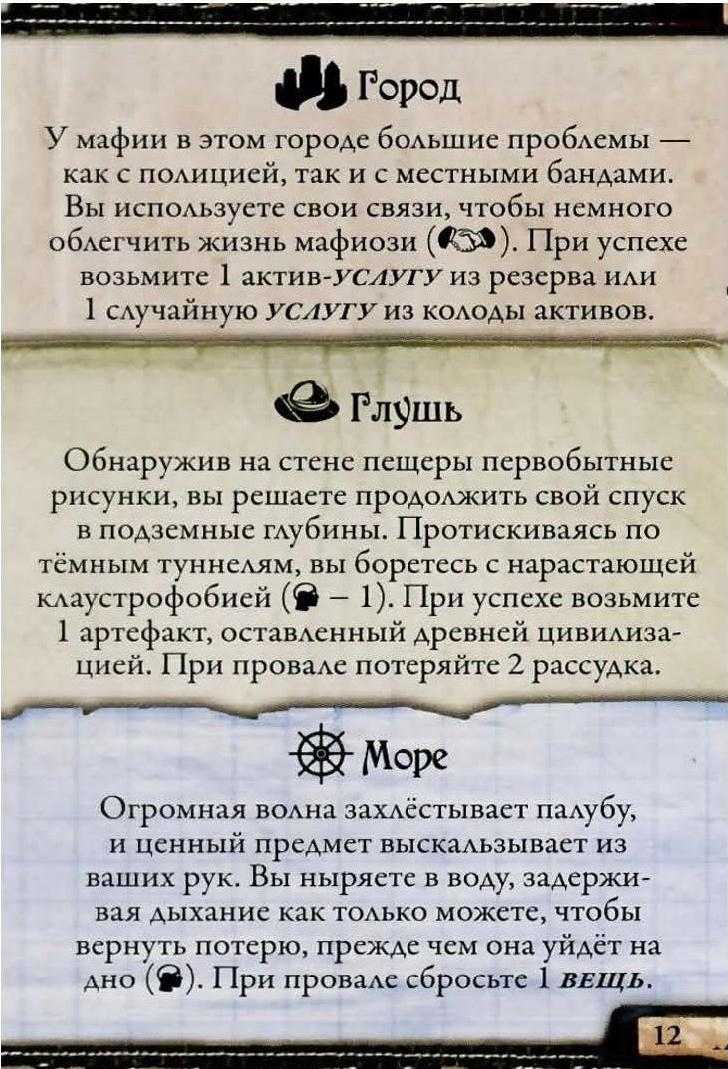 Город
У мафии в этом городе большие проблемы —
как с полицией, так и с местными бандами.
Вы используете свои связи, чтобы немного
облегчить жизнь мафиози ( ). При успехе
возьмите 1 актив-УСЛУГУ из резерва или
1 случайную УСЛУГУ из колоды активов.
Глушь
Обнаружив на стене пещеры первобытные
рисунки, вы решаете продолжить свой спуск
в подземные глубины. Протискиваясь по
тёмным туннелям, вы боретесь с нарастающей
клаустрофобией ( – 1). При успехе возьмите
1 артефакт, оставленный древней цивилиза-
цией. При провале потеряйте 2 рассудка.
Море
Огромная волна захлёстывает палубу,
и ценный предмет выскальзывает из
ваших рук. Вы ныряете в воду, задержи-
вая дыхание как только можете, чтобы
вернуть потерю, прежде чем она уйдёт на
дно ( ). При провале сбросьте 1 ВЕЩЬ.
12